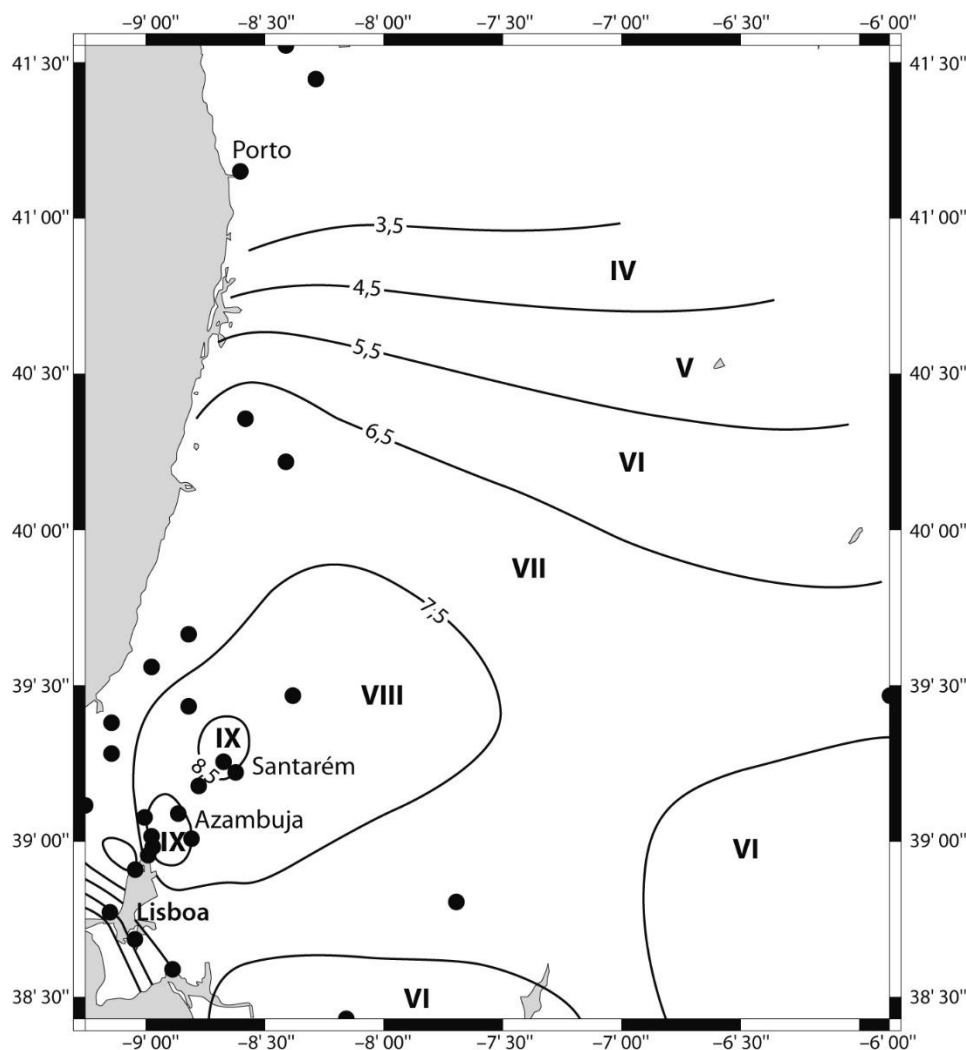 −9° 00' −8° 30' −8° 00' −7° 30' −7° 00' −6° 30' −6° 00'
41' 30" 41' 30"
Porto
41' 00" 41' 00"
3,5
IV
4,5
5,5
V
40' 30" 40' 30"
6,5
VI
40' 00" 40' 00"
VII
7,5
39' 30" 39' 30"
VIII
IX
8,5
Santarém
Azambuja
39' 00" IX VI 39' 00"
Lisboa
38' 30" VI 38' 30"
−9° 00' −8° 30' −8° 00' −7° 30' −7° 00' −6° 30' −6° 00'